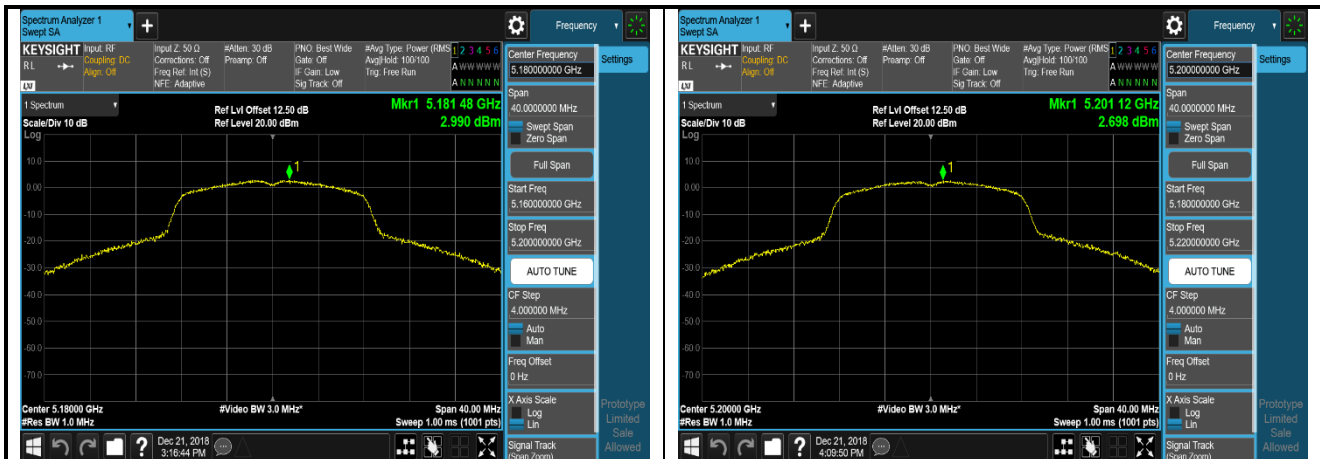 Spectrum Analyzer 1
Swept SA
Frequency
KEYSIGHT
RL
Input: RF
Coupling: DC
Align: Off
Input Z: 50 Ω
Corrections: Off
Freq Ref: Int (S)
NFE: Adaptive
#Atten: 30 dB
Preamp: Off
PNO: Best Wide
Gate: Off
IF Gain: Low
Sig Track: Off
#Avg Type: Power (RMS
Avg|Hold: 100/100
Trig: Free Run
1 2 3 4 5 6
A W W W W W
A N N N N N
1 Spectrum
Scale/Div 10 dB
Log
Ref Lvl Offset 12.50 dB
Ref Level 20.00 dBm
Mkr1 5.181 48 GHz
2.990 dBm
1
10.0
0.00
-10.0
-20.0
-30.0
-40.0
-50.0
-60.0
-70.0
Center 5.18000 GHz
#Res BW 1.0 MHz
#Video BW 3.0 MHz*
Span 40.00 MHz
Sweep 1.00 ms (1001 pts)
Dec 21, 2018
3:16:44 PM
Center Frequency
5.180000000 GHz
Span
40.0000000 MHz
Swept Span
Zero Span
Full Span
Start Freq
5.160000000 GHz
Stop Freq
5.200000000 GHz
AUTO TUNE
CF Step
4.000000 MHz
Auto
Man
Freq Offset
0 Hz
X Axis Scale
Log
Lin
Signal Track
(Span Zoom)
Settings
Prototype
Limited
Sale
Allowed
Spectrum Analyzer 1
Swept SA
Frequency
KEYSIGHT
RL
Input: RF
Coupling: DC
Align: Off
Input Z: 50 Ω
Corrections: Off
Freq Ref: Int (S)
NFE: Adaptive
#Atten: 30 dB
Preamp: Off
PNO: Best Wide
Gate: Off
IF Gain: Low
Sig Track: Off
#Avg Type: Power (RMS
Avg|Hold: 100/100
Trig: Free Run
1 2 3 4 5 6
A W W W W W
A N N N N N
1 Spectrum
Scale/Div 10 dB
Log
Ref Lvl Offset 12.50 dB
Ref Level 20.00 dBm
Mkr1 5.201 12 GHz
2.698 dBm
1
10.0
0.00
-10.0
-20.0
-30.0
-40.0
-50.0
-60.0
-70.0
Center 5.20000 GHz
#Res BW 1.0 MHz
#Video BW 3.0 MHz*
Span 40.00 MHz
Sweep 1.00 ms (1001 pts)
Dec 21, 2018
4:09:50 PM
Center Frequency
5.200000000 GHz
Span
40.0000000 MHz
Swept Span
Zero Span
Full Span
Start Freq
5.180000000 GHz
Stop Freq
5.220000000 GHz
AUTO TUNE
CF Step
4.000000 MHz
Auto
Man
Freq Offset
0 Hz
X Axis Scale
Log
Lin
Signal Track
(Span Zoom)
Settings
Prototype
Limited
Sale
Allowed